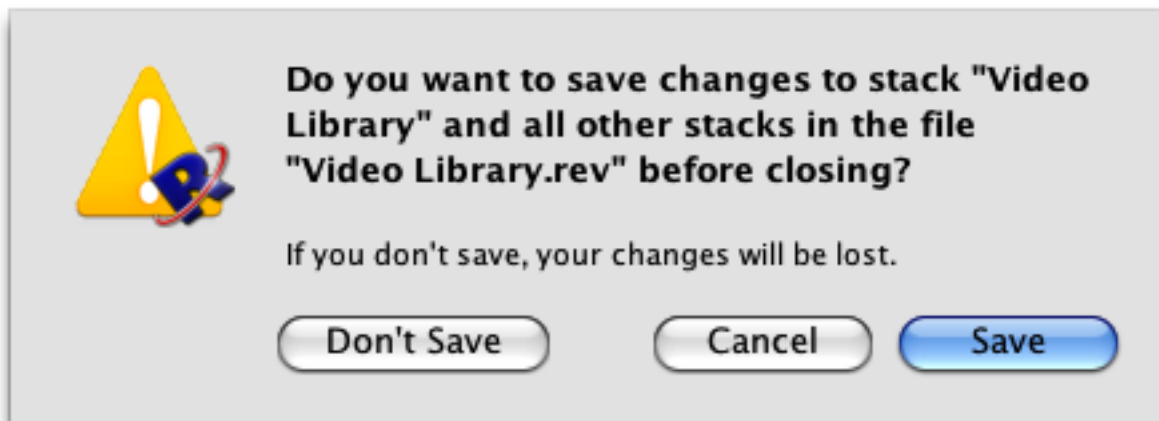 Do you want to save changes to stack "Video
Library" and all other stacks in the file
"Video Library.rev" before closing?
If you don't save, your changes will be lost.
Don't Save Cancel Save